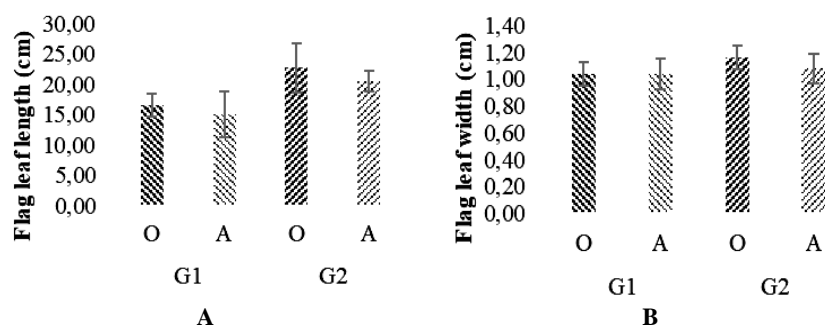 Flag leaf length (cm)
30,00
25,00
20,00
15,00
10,00
5,00
0,00
O A O A
G1 G2
A
Flag leaf width (cm)
1,40
1,20
1,00
0,80
0,60
0,40
0,20
0,00
O A O A
G1 G2
B